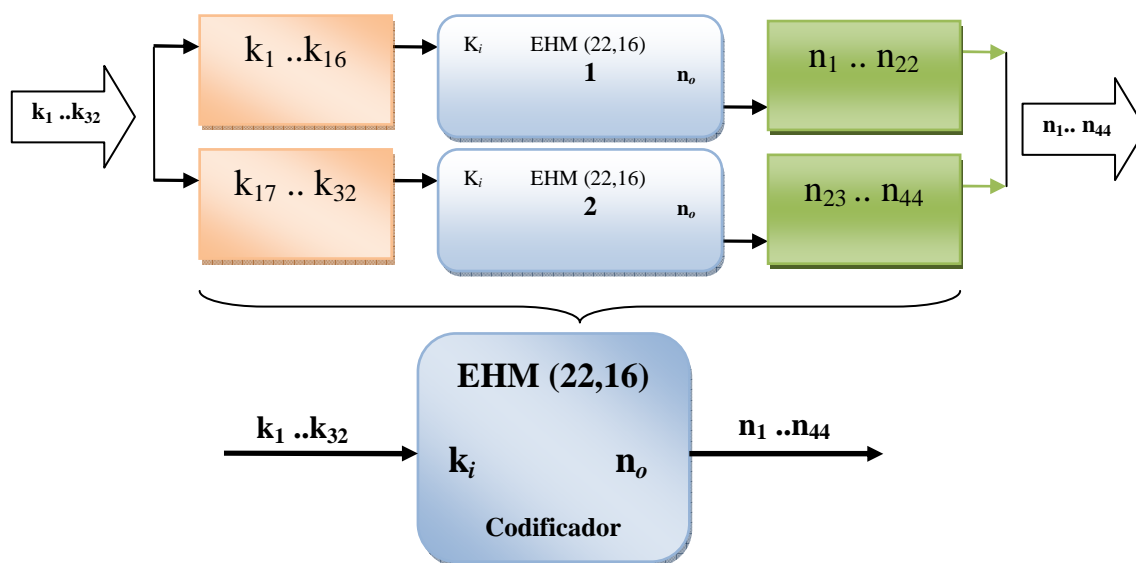 k1 ..k32
k1 ..k16
Ki EHM (22,16)
1 no
n1 .. n22
n1.. n44
k17 .. k32
Ki EHM (22,16)
2 no
n23 .. n44
EHM (22,16)
k1 ..k32
n1 ..n44
ki no
Codificador